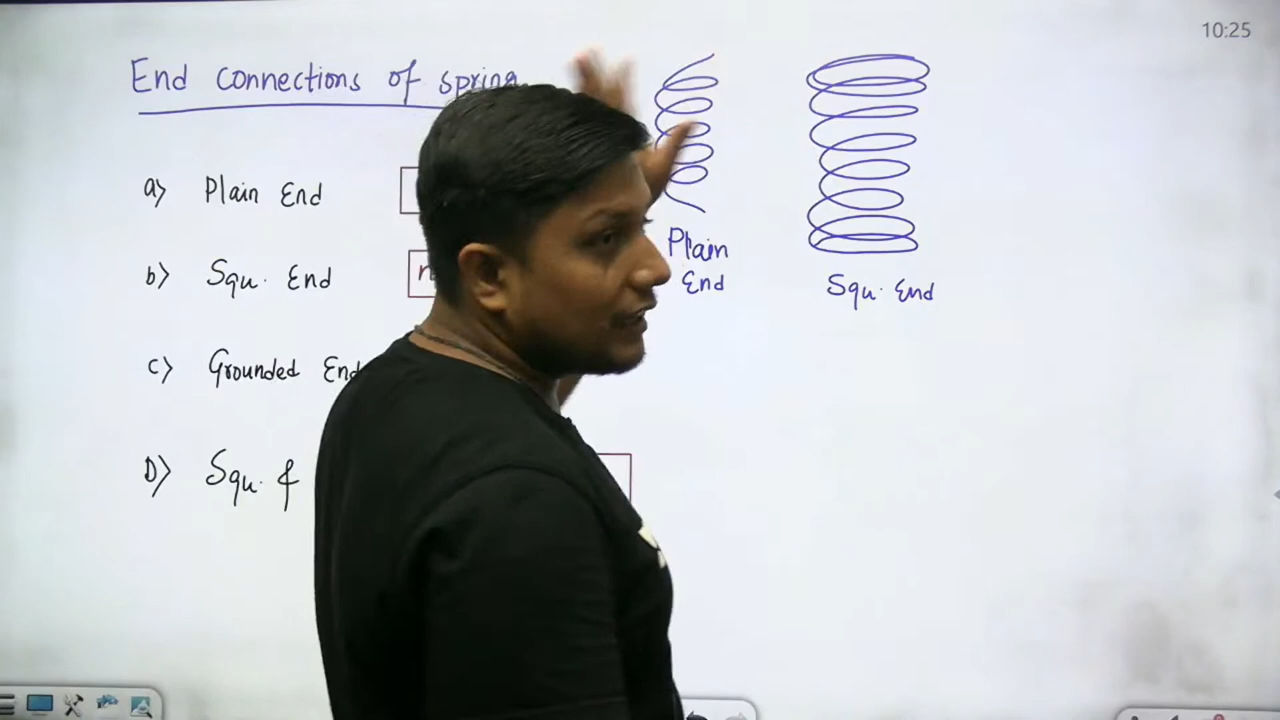 10:25
End connections of spring
a) Plain End
b) Squ. End n
c) Grounded End
D) Squ. &
Plain
End
Squ. End